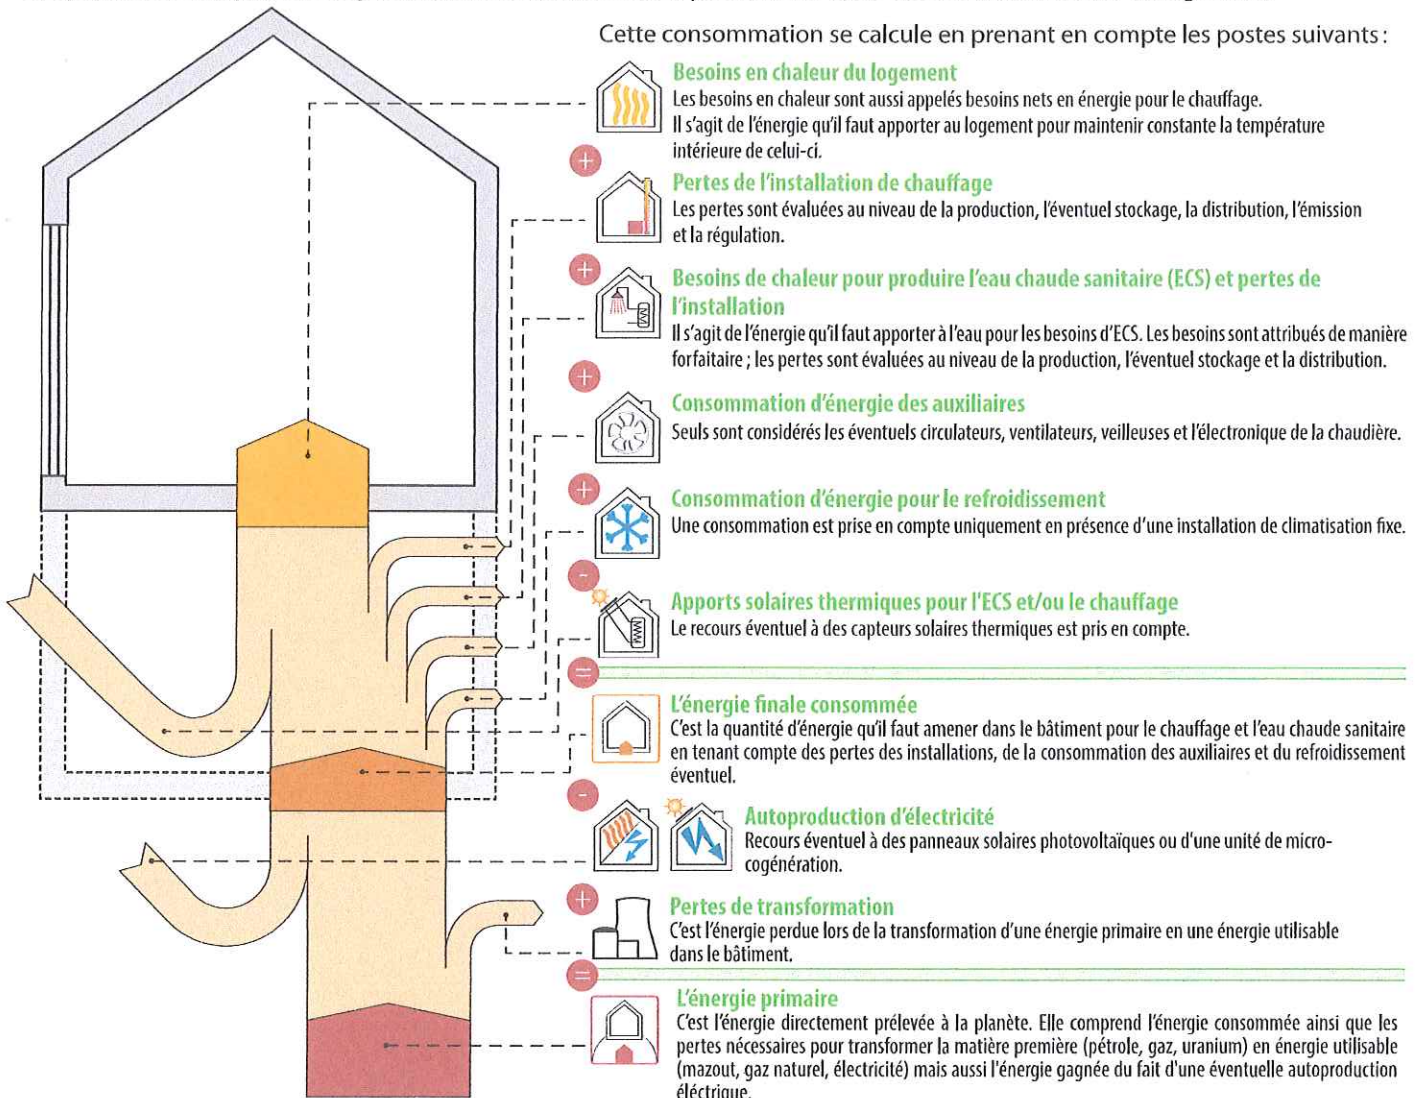 Cette consommation se calcule en prenant en compte les postes suivants :
Besoins en chaleur du logement
Les besoins en chaleur sont aussi appelés besoins nets en énergie pour le chauffage.
Il s'agit de l'énergie qu'il faut apporter au logement pour maintenir constante la température
intérieure de celui-ci.
+
Pertes de l'installation de chauffage
Les pertes sont évaluées au niveau de la production, l'éventuel stockage, la distribution, l'émission
et la régulation.
+
Besoins de chaleur pour produire l'eau chaude sanitaire (ECS) et pertes de
l'installation
Il s'agit de l'énergie qu'il faut apporter à l'eau pour les besoins d'ECS. Les besoins sont attribués de manière
forfaitaire ; les pertes sont évaluées au niveau de la production, l'éventuel stockage et la distribution.
+
Consommation d'énergie des auxiliaires
Seuls sont considérés les éventuels circulateurs, ventilateurs, veilleuses et l'électronique de la chaudière.
+
Consommation d'énergie pour le refroidissement
Une consommation est prise en compte uniquement en présence d'une installation de climatisation fixe.
-
Apports solaires thermiques pour l'ECS et/ou le chauffage
Le recours éventuel à des capteurs solaires thermiques est pris en compte.
=
L'énergie finale consommée
C'est la quantité d'énergie qu'il faut amener dans le bâtiment pour le chauffage et l'eau chaude sanitaire
en tenant compte des pertes des installations, de la consommation des auxiliaires et du refroidissement
éventuel.
-
Autoproduction d'électricité
Recours éventuel à des panneaux solaires photovoltaïques ou d'une unité de micro-
cogénération.
+
Pertes de transformation
C'est l'énergie perdue lors de la transformation d'une énergie primaire en une énergie utilisable
dans le bâtiment.
=
L'énergie primaire
C'est l'énergie directement prélevée à la planète. Elle comprend l'énergie consommée ainsi que les
pertes nécessaires pour transformer la matière première (pétrole, gaz, uranium) en énergie utilisable
(mazout, gaz naturel, électricité) mais aussi l'énergie gagnée du fait d'une éventuelle autoproduction
éléctrique.